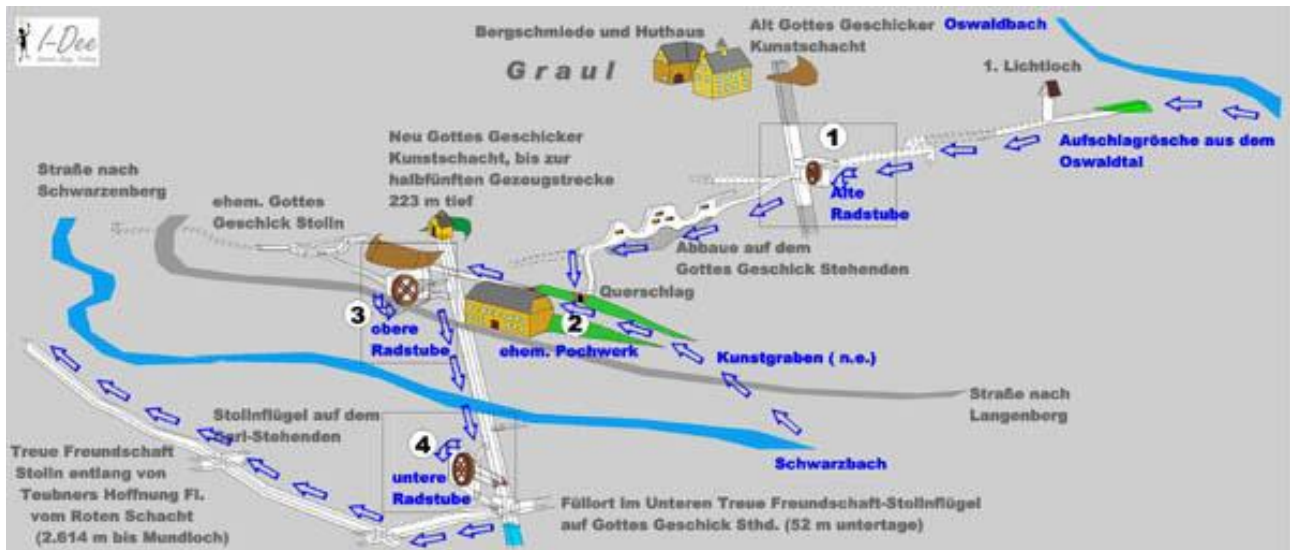 I-Dee
Bergschmiede und Huthaus
Graul
Alt Gottes Geschicker
Kunstschacht
Oswaldbach
1. Lichtloch
Aufschlagrösche aus dem
Oswaldtal
1
Alte
Radstube
Neu Gottes Geschicker
Kunstschacht, bis zur
halbfünften Gezeugstrecke
223 m tief
Straße nach
Schwarzenberg
ehem. Gottes
Geschick Stolln
Abbaue auf dem
Gottes Geschick Stehenden
Querschlag
3
obere
Radstube
2
ehem. Pochwerk
Kunstgraben ( n.e.)
Straße nach
Langenberg
Schwarzbach
Stollnflügel auf dem
Carl-Stehenden
4
untere
Radstube
Treue Freundschaft
Stolln entlang von
Teubners Hoffnung Fl.
vom Roten Schacht
(2.614 m bis Mundloch)
Füllort im Unteren Treue Freundschaft-Stollnflügel
auf Gottes Geschick Sthd. (52 m untertage)